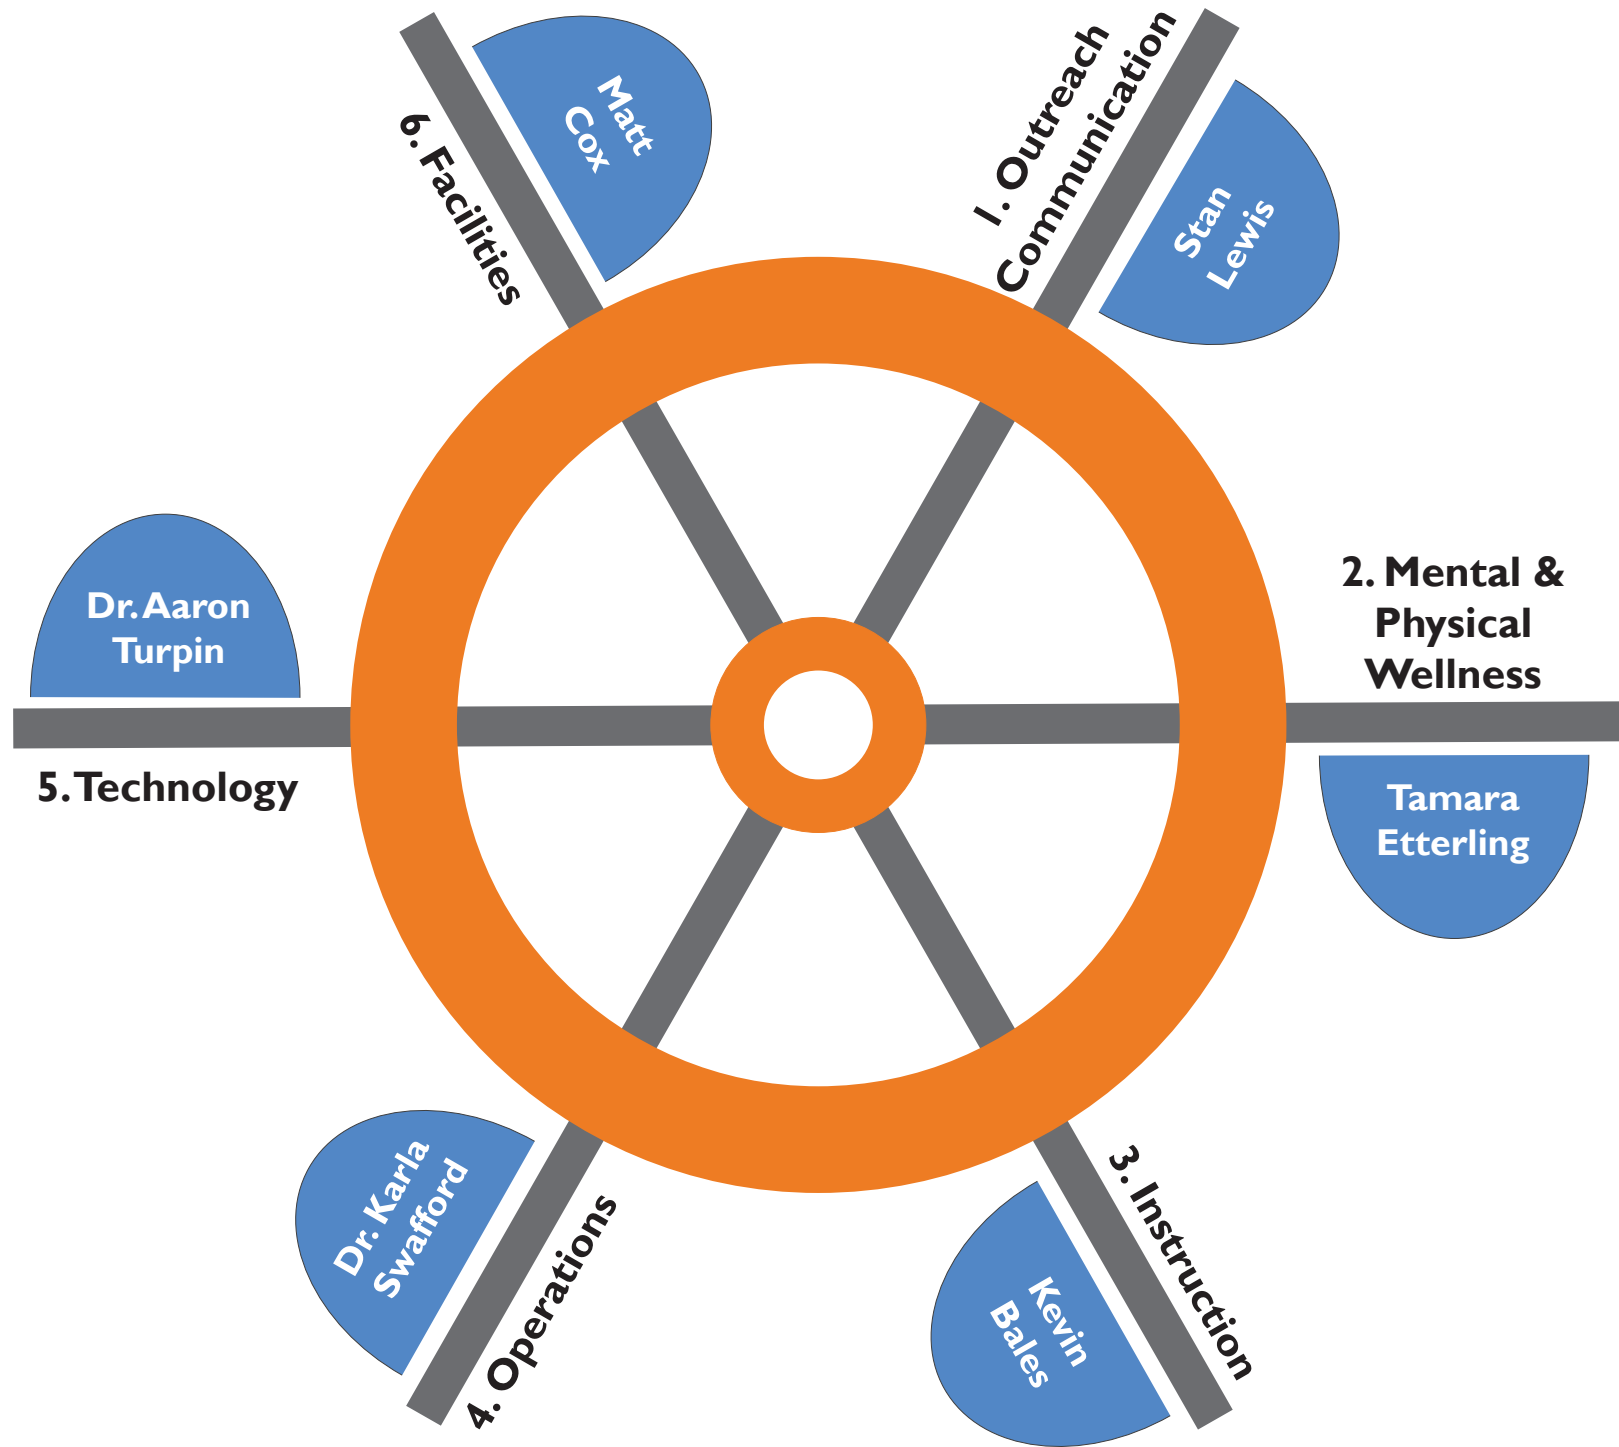 1. Outreach
Communication
Stan
Lewis
2. Mental &
Physical
Wellness
Tamara
Etterling
3. Instruction
Kevin
Bales
4. Operations
Dr. Karla
Swafford
5. Technology
Dr. Aaron
Turpin
6. Facilities
Matt
Cox